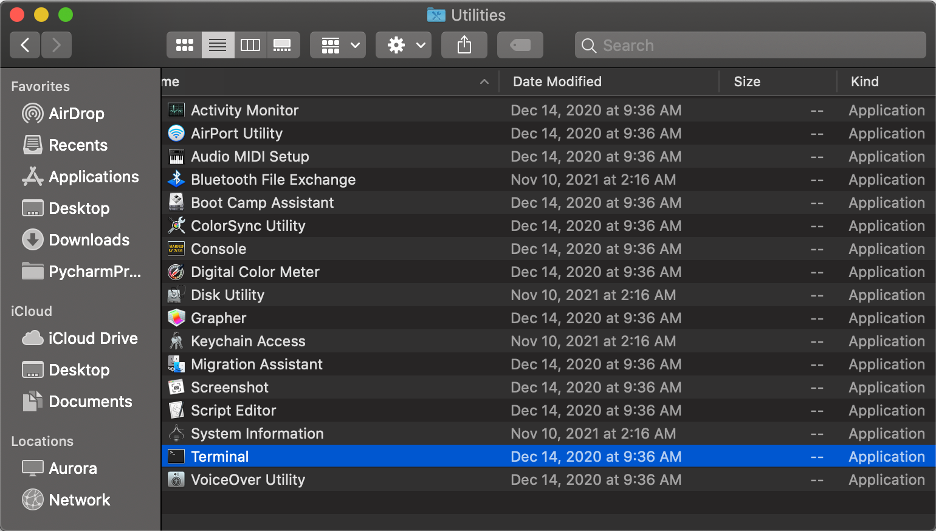 Utilities
Search
Favorites
AirDrop
Recents
Applications
Desktop
Downloads
PycharmPr...
iCloud
iCloud Drive
Desktop
Documents
Locations
Aurora
Network
me Date Modified Size Kind
Activity Monitor Dec 14, 2020 at 9:36 AM -- Application
AirPort Utility Dec 14, 2020 at 9:36 AM -- Application
Audio MIDI Setup Dec 14, 2020 at 9:36 AM -- Application
Bluetooth File Exchange Nov 10, 2021 at 2:16 AM -- Application
Boot Camp Assistant Dec 14, 2020 at 9:36 AM -- Application
ColorSync Utility Dec 14, 2020 at 9:36 AM -- Application
Console Dec 14, 2020 at 9:36 AM -- Application
Digital Color Meter Dec 14, 2020 at 9:36 AM -- Application
Disk Utility Nov 10, 2021 at 2:16 AM -- Application
Grapher Dec 14, 2020 at 9:36 AM -- Application
Keychain Access Nov 10, 2021 at 2:16 AM -- Application
Migration Assistant Dec 14, 2020 at 9:36 AM -- Application
Screenshot Dec 14, 2020 at 9:36 AM -- Application
Script Editor Dec 14, 2020 at 9:36 AM -- Application
System Information Nov 10, 2021 at 2:16 AM -- Application
Terminal Dec 14, 2020 at 9:36 AM -- Application
VoiceOver Utility Dec 14, 2020 at 9:36 AM -- Application